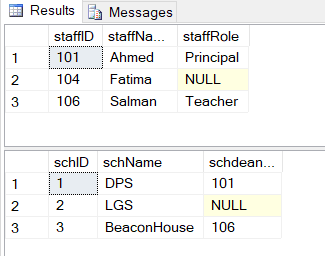 Results Messages
staffID staffNa... staffRole
1 101 Ahmed Principal
2 104 Fatima NULL
3 106 Salman Teacher
schID schName schdean...
1 1 DPS 101
2 2 LGS NULL
3 3 BeaconHouse 106